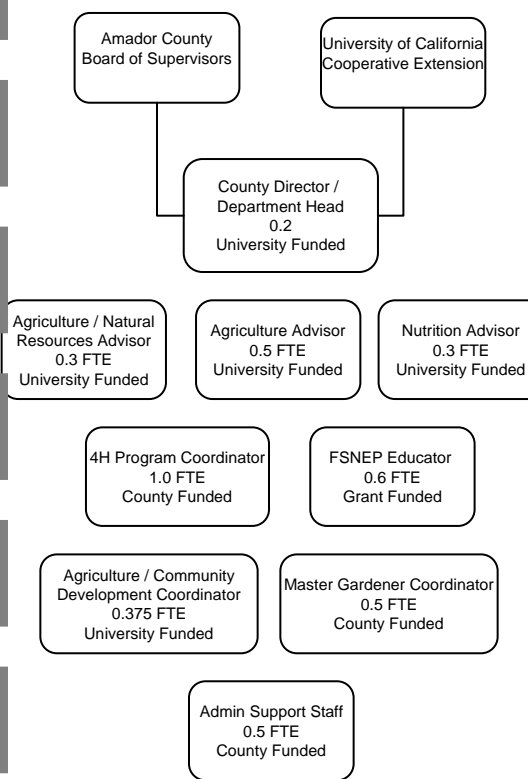 Amador County
Board of Supervisors
University of California
Cooperative Extension
County Director /
Department Head
0.2
University Funded
Agriculture / Natural
Resources Advisor
0.3 FTE
University Funded
Agriculture Advisor
0.5 FTE
University Funded
Nutrition Advisor
0.3 FTE
University Funded
4H Program Coordinator
1.0 FTE
County Funded
FSNEP Educator
0.6 FTE
Grant Funded
Agriculture / Community
Development Coordinator
0.375 FTE
University Funded
Master Gardener Coordinator
0.5 FTE
County Funded
Admin Support Staff
0.5 FTE
County Funded